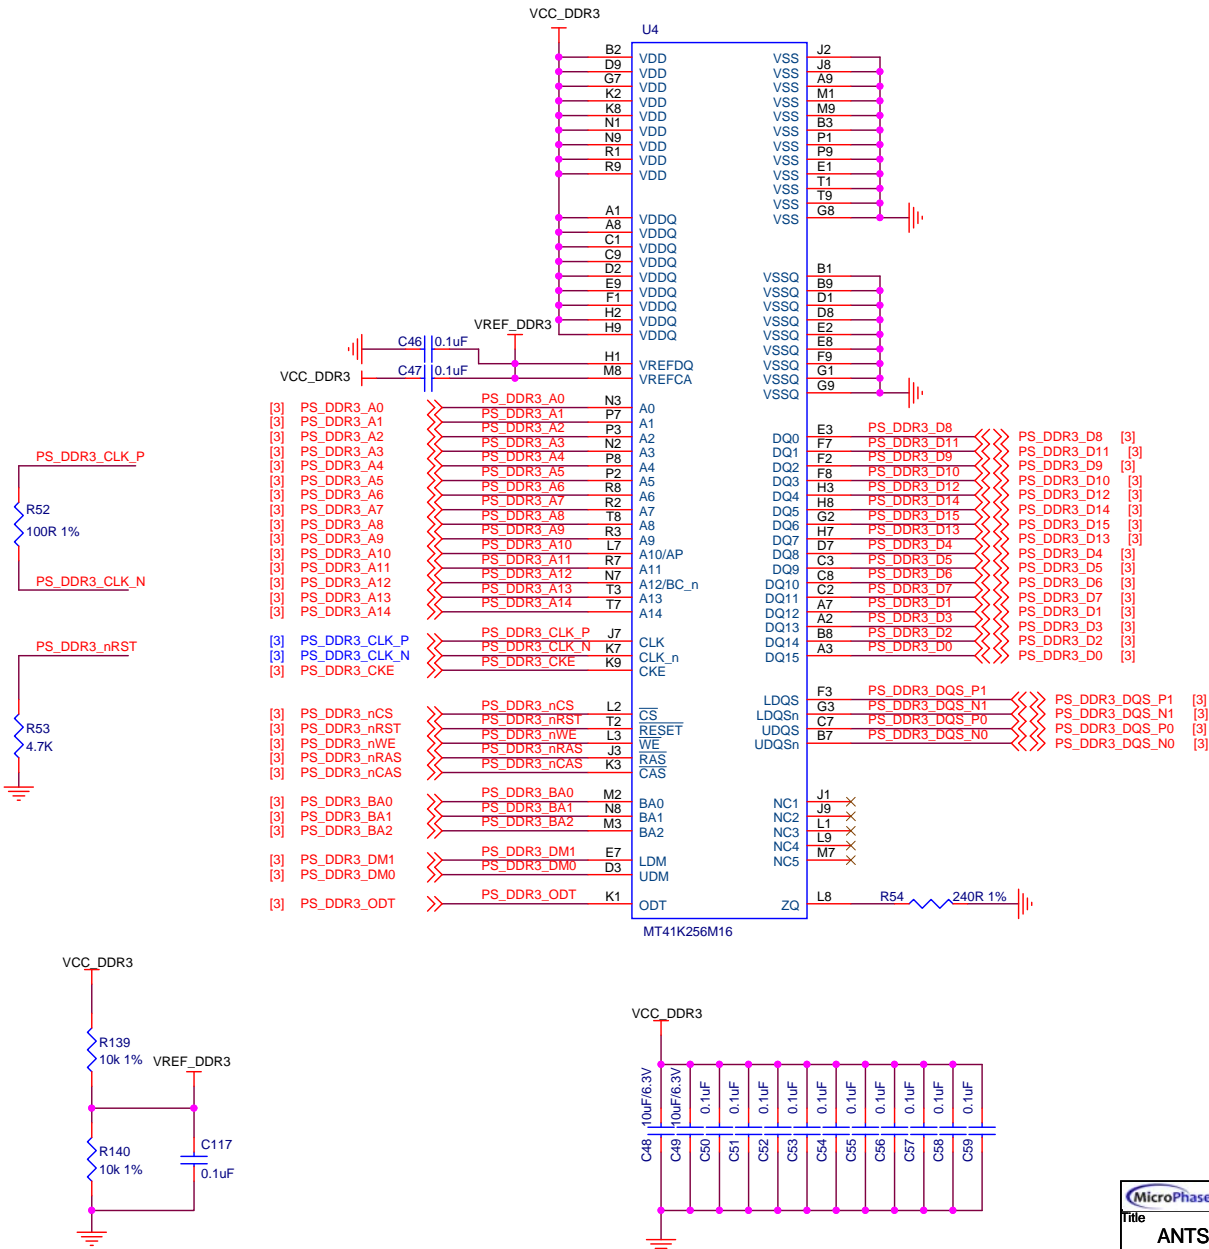 VCC_DDR3
U4
B2 VDD VSS J2
D9 VDD VSS J8
G7 VDD VSS A9
K2 VDD VSS M1
K8 VDD VSS M9
N1 VDD VSS B3
N9 VDD VSS P1
R1 VDD VSS P9
R9 VDD VSS E1
VSS T1
VSS T9
VSS G8
A1 VDDQ
A8 VDDQ
C1 VDDQ
C9 VDDQ
D2 VDDQ
E9 VDDQ
F1 VDDQ
H2 VDDQ
H9 VDDQ
VSSQ B1
VSSQ B9
VSSQ D1
VSSQ D8
VSSQ E2
VSSQ E8
VSSQ F9
VSSQ G1
VSSQ G9
VREF_DDR3
C46 0.1uF
H1 VREFDQ
VCC_DDR3 C47 0.1uF
M8 VREFCA
[3] PS_DDR3_A0 PS_DDR3_A0 N3 A0
[3] PS_DDR3_A1 PS_DDR3_A1 P7 A1
[3] PS_DDR3_A2 PS_DDR3_A2 P3 A2
[3] PS_DDR3_A3 PS_DDR3_A3 N2 A3
[3] PS_DDR3_A4 PS_DDR3_A4 P8 A4
[3] PS_DDR3_A5 PS_DDR3_A5 P2 A5
[3] PS_DDR3_A6 PS_DDR3_A6 R8 A6
[3] PS_DDR3_A7 PS_DDR3_A7 R2 A7
[3] PS_DDR3_A8 PS_DDR3_A8 T8 A8
[3] PS_DDR3_A9 PS_DDR3_A9 R3 A9
[3] PS_DDR3_A10 PS_DDR3_A10 L7 A10/AP
[3] PS_DDR3_A11 PS_DDR3_A11 R7 A11
[3] PS_DDR3_A12 PS_DDR3_A12 N7 A12/BC_n
[3] PS_DDR3_A13 PS_DDR3_A13 T3 A13
[3] PS_DDR3_A14 PS_DDR3_A14 T7 A14
DQ0 E3 PS_DDR3_D8 PS_DDR3_D8 [3]
DQ1 F7 PS_DDR3_D11 PS_DDR3_D11 [3]
DQ2 F2 PS_DDR3_D9 PS_DDR3_D9 [3]
DQ3 F8 PS_DDR3_D10 PS_DDR3_D10 [3]
DQ4 H3 PS_DDR3_D12 PS_DDR3_D12 [3]
DQ5 H8 PS_DDR3_D14 PS_DDR3_D14 [3]
DQ6 G2 PS_DDR3_D15 PS_DDR3_D15 [3]
DQ7 H7 PS_DDR3_D13 PS_DDR3_D13 [3]
DQ8 D7 PS_DDR3_D4 PS_DDR3_D4 [3]
DQ9 C3 PS_DDR3_D5 PS_DDR3_D5 [3]
DQ10 C8 PS_DDR3_D6 PS_DDR3_D6 [3]
DQ11 C2 PS_DDR3_D7 PS_DDR3_D7 [3]
DQ12 A7 PS_DDR3_D1 PS_DDR3_D1 [3]
DQ13 A2 PS_DDR3_D3 PS_DDR3_D3 [3]
DQ14 B8 PS_DDR3_D2 PS_DDR3_D2 [3]
DQ15 A3 PS_DDR3_D0 PS_DDR3_D0 [3]
PS_DDR3_CLK_P
R52
100R 1%
PS_DDR3_CLK_N
PS_DDR3_nRST
R53
4.7K
[3] PS_DDR3_CLK_P PS_DDR3_CLK_P J7 CLK
[3] PS_DDR3_CLK_N PS_DDR3_CLK_N K7 CLK_n
[3] PS_DDR3_CKE PS_DDR3_CKE K9 CKE
[3] PS_DDR3_nCS PS_DDR3_nCS L2 CS
[3] PS_DDR3_nRST PS_DDR3_nRST T2 RESET
[3] PS_DDR3_nWE PS_DDR3_nWE L3 WE
[3] PS_DDR3_nRAS PS_DDR3_nRAS J3 RAS
[3] PS_DDR3_nCAS PS_DDR3_nCAS K3 CAS
LDQS F3 PS_DDR3_DQS_P1 PS_DDR3_DQS_P1 [3]
LDQSn G3 PS_DDR3_DQS_N1 PS_DDR3_DQS_N1 [3]
UDQS C7 PS_DDR3_DQS_P0 PS_DDR3_DQS_P0 [3]
UDQSn B7 PS_DDR3_DQS_N0 PS_DDR3_DQS_N0 [3]
[3] PS_DDR3_BA0 PS_DDR3_BA0 M2 BA0
[3] PS_DDR3_BA1 PS_DDR3_BA1 N8 BA1
[3] PS_DDR3_BA2 PS_DDR3_BA2 M3 BA2
NC1 J1
NC2 J9
NC3 L1
NC4 L9
NC5 M7
[3] PS_DDR3_DM1 PS_DDR3_DM1 E7 LDM
[3] PS_DDR3_DM0 PS_DDR3_DM0 D3 UDM
[3] PS_DDR3_ODT PS_DDR3_ODT K1 ODT
ZQ L8 R54 240R 1%
MT41K256M16
VCC_DDR3
R139
10k 1%
VREF_DDR3
R140
10k 1%
C117
0.1uF
VCC_DDR3
C48 10uF/6.3V
C49 10uF/6.3V
C50 0.1uF
C51 0.1uF
C52 0.1uF
C53 0.1uF
C54 0.1uF
C55 0.1uF
C56 0.1uF
C57 0.1uF
C58 0.1uF
C59 0.1uF
MicroPhase
Title
ANTS